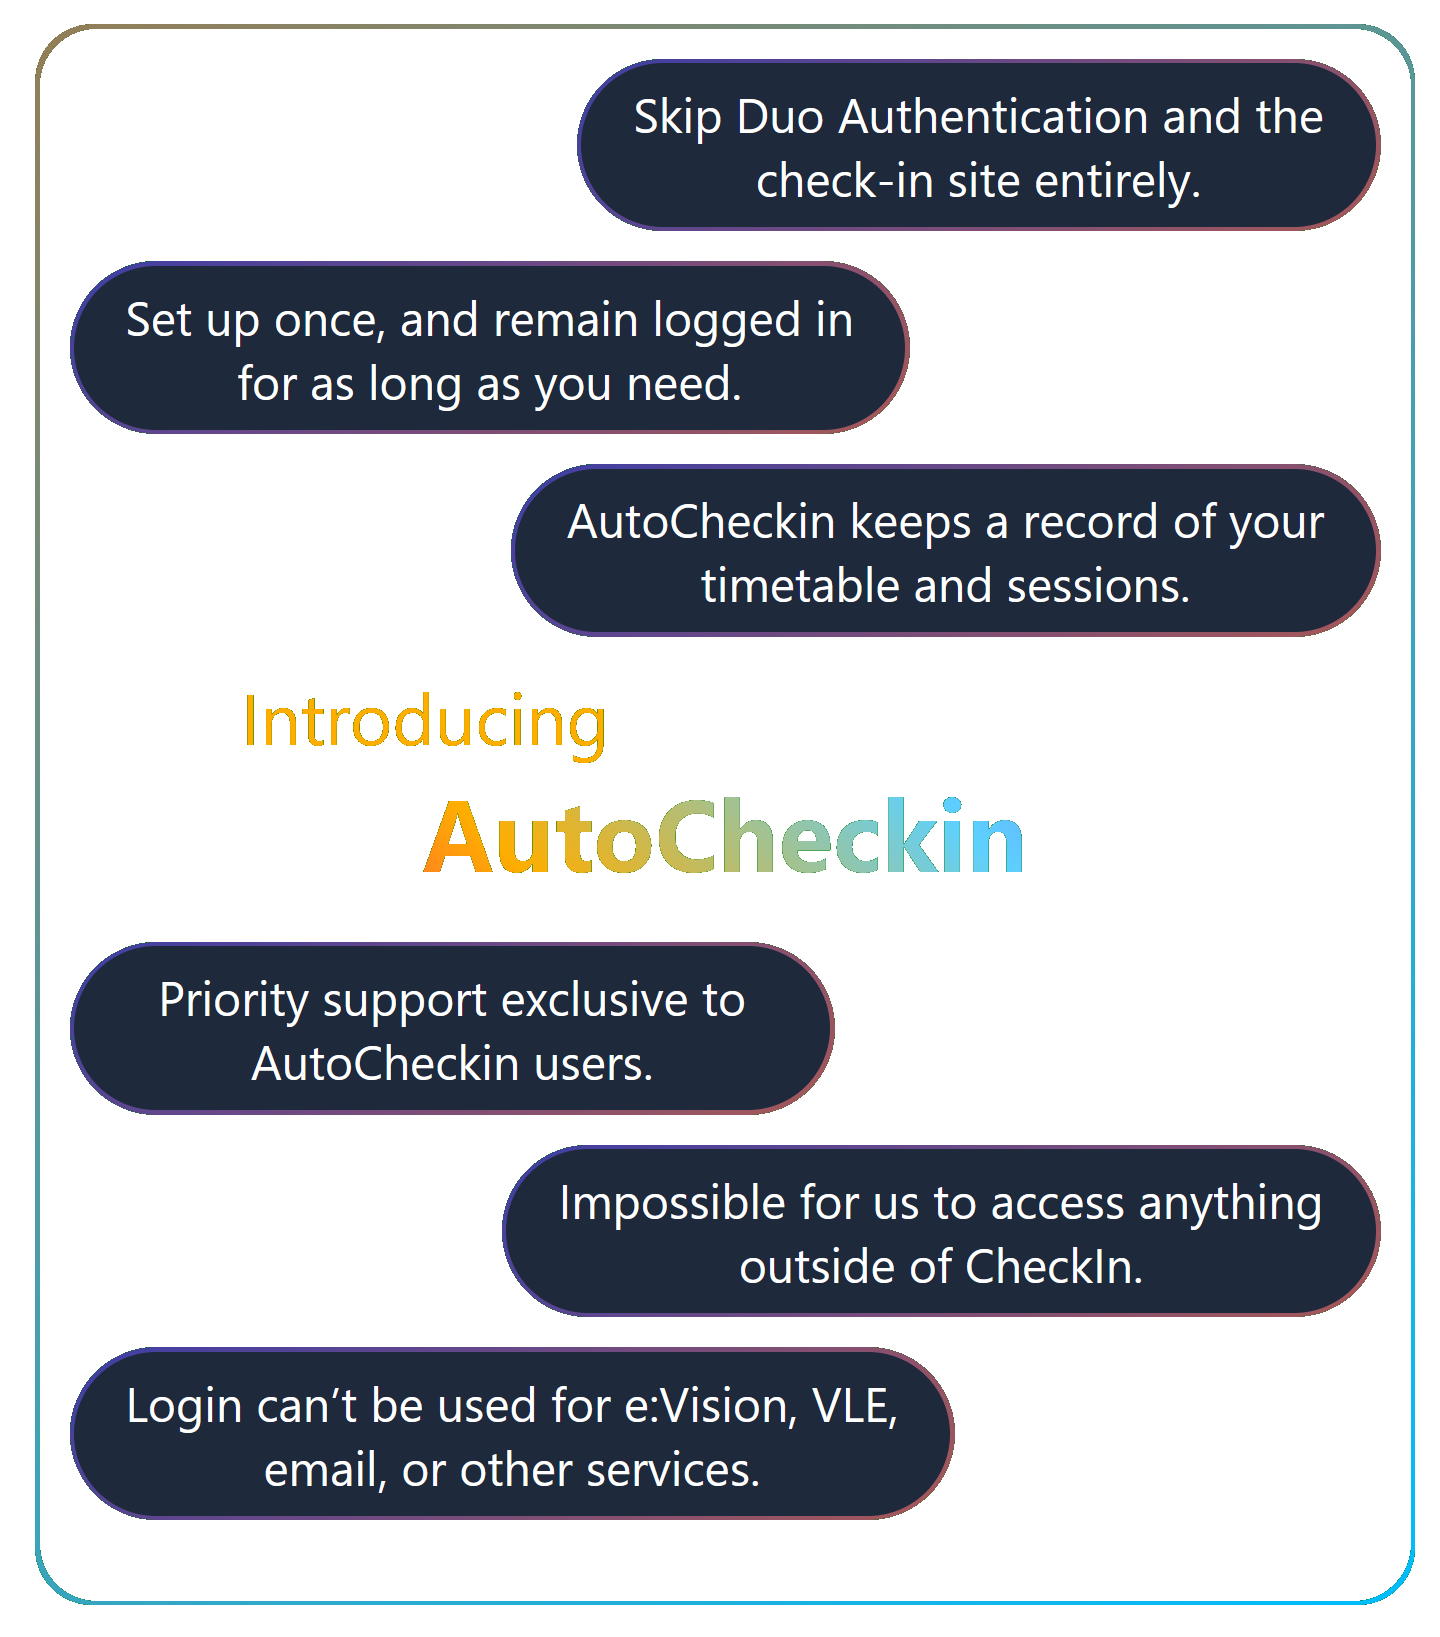 Skip Duo Authentication and the
check-in site entirely.
Set up once, and remain logged in
for as long as you need.
AutoCheckin keeps a record of your
timetable and sessions.
Introducing
AutoCheckin
Priority support exclusive to
AutoCheckin users.
Impossible for us to access anything
outside of CheckIn.
Login can’t be used for e:Vision, VLE,
email, or other services.